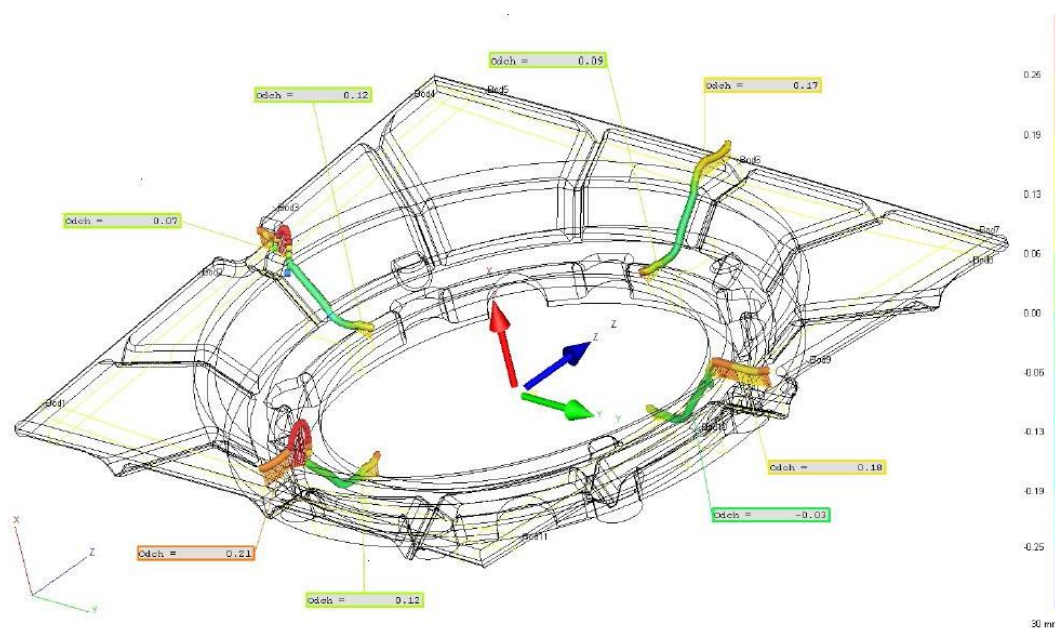 Odch = 0.09
Odch = 0.17
Odch = 0.12
Odch = 0.07
Odch = 0.18
Odch = -0.03
Odch = 0.21
Odch = 0.12
Bod1
Bod2
Bod3
Bod4
Bod5
Bod6
Bod7
Bod8
Bod9
Bod10
Bod11
X
Z
Z
Y
Y
X
Z
Y
0.26
0.19
0.13
0.06
0.00
-0.06
-0.13
-0.19
-0.25
30 mm